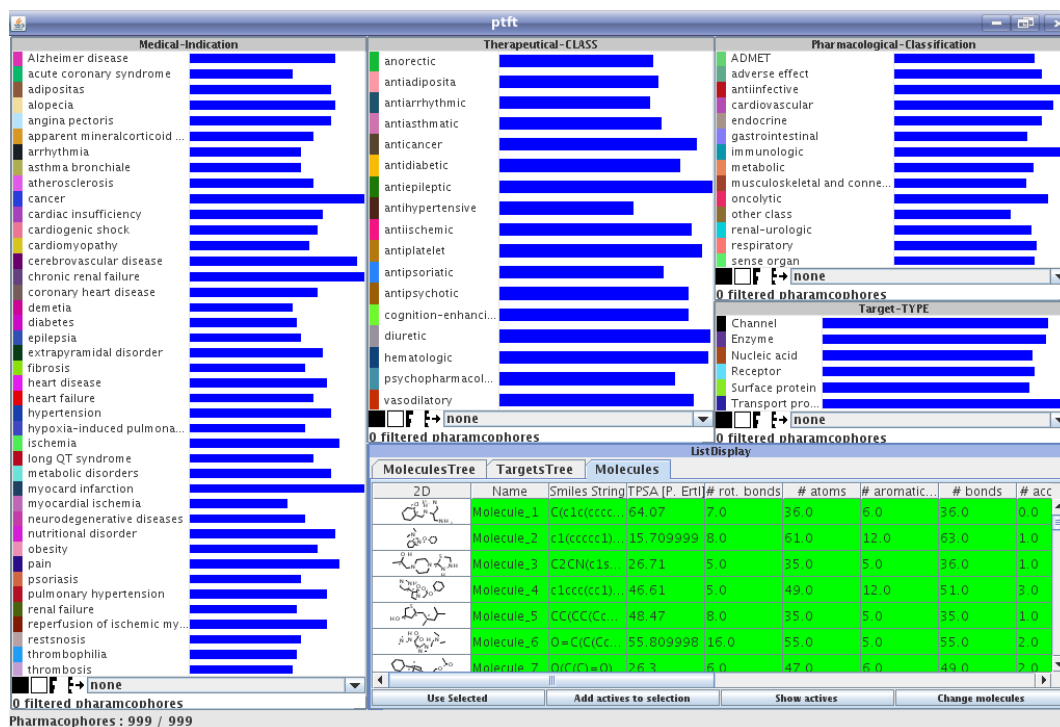 ptft
Medical-Indication
Alzheimer disease
acute coronary syndrome
adipositas
alopecia
angina pectoris
apparent mineralcorticoid ...
arrhythmia
asthma bronchiale
atherosclerosis
cancer
cardiac insufficiency
cardiogenic shock
cardiomyopathy
cerebrovascular disease
chronic renal failure
coronary heart disease
demetia
diabetes
epilepsia
extrapyramidal disorder
fibrosis
heart disease
heart failure
hypertension
hypoxia-induced pulmona...
ischemia
long QT syndrome
metabolic disorders
myocard infarction
myocardial ischemia
neurodegenerative diseases
nutritional disorder
obesity
pain
psoriasis
pulmonary hypertension
renal failure
reperfusion of ischemic my...
restsnosis
thrombophilia
thrombosis
none
0 filtered pharamcophores
Therapeutical-CLASS
anorectic
antiadiposita
antiarrhythmic
antiasthmatic
anticancer
antidiabetic
antiepileptic
antihypertensive
antiischemic
antiplatelet
antipsoriatic
antipsychotic
cognition-enhanci...
diuretic
hematologic
psychopharmacol...
vasodilatory
none
0 filtered pharamcophores
Pharmacological-Classification
ADMET
adverse effect
antiinfective
cardiovascular
endocrine
gastrointestinal
immunologic
metabolic
musculoskeletal and conne...
oncolytic
other class
renal-urologic
respiratory
sense organ
none
0 filtered pharamcophores
Target-TYPE
Channel
Enzyme
Nucleic acid
Receptor
Surface protein
Transport pro...
none
0 filtered pharamcophores
ListDisplay
MoleculesTree TargetsTree Molecules
2D Name Smiles String TPSA [P. Ertl] # rot. bonds # atoms # aromatic... # bonds # acc
Molecule_1 C(c1c(cccc... 64.07 7.0 36.0 6.0 36.0 0.0
Molecule_2 c1(ccccc1)... 15.709999 8.0 61.0 12.0 63.0 1.0
Molecule_3 C2CN(c1s... 26.71 5.0 35.0 5.0 36.0 1.0
Molecule_4 c1ccc(cc1)... 46.61 5.0 49.0 12.0 51.0 3.0
Molecule_5 CC(CC(Cc... 48.47 8.0 35.0 5.0 35.0 1.0
Molecule_6 O=C(C(Cc... 55.809998 16.0 55.0 5.0 55.0 2.0
Molecule_7 O(C(C)=O)... 26.3 6.0 47.0 6.0 49.0 2.0
Use Selected Add actives to selection Show actives Change molecules
Pharmacophores : 999 / 999